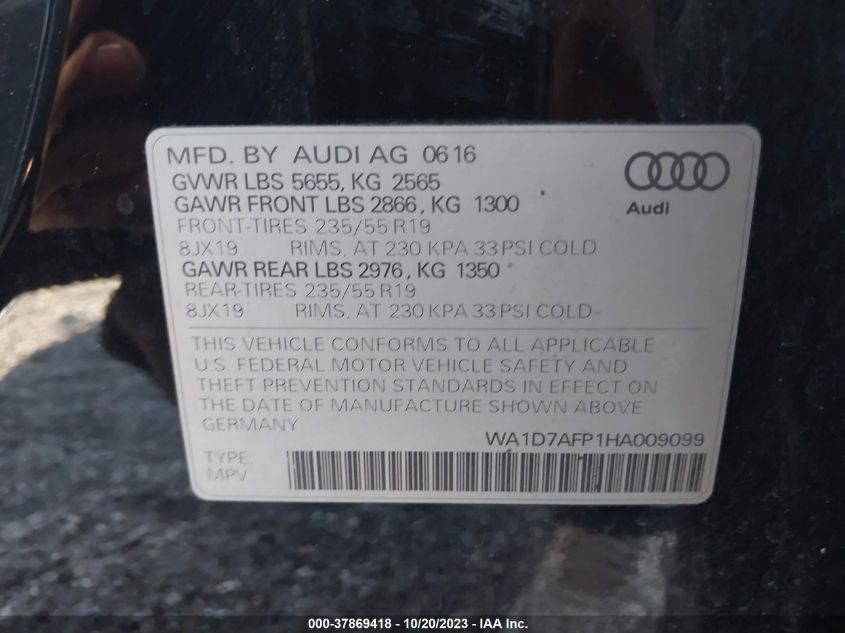 MFD. BY AUDI AG 0616
GVWR LBS 5655, KG 2565
GAWR FRONT LBS 2866, KG 1300
FRONT-TIRES 235/55 R19
8JX19 RIMS, AT 230 KPA 33 PSI COLD
GAWR REAR LBS 2976, KG 1350
REAR-TIRES 235/55 R19
8JX19 RIMS, AT 230 KPA 33 PSI COLD
Audi
THIS VEHICLE CONFORMS TO ALL APPLICABLE
U.S. FEDERAL MOTOR VEHICLE SAFETY AND
THEFT PREVENTION STANDARDS IN EFFECT ON
THE DATE OF MANUFACTURE SHOWN ABOVE
GERMANY
WA1D7AFP1HA009099
TYPE:
MPV
000-37869418 - 10/20/2023 - IAA Inc.